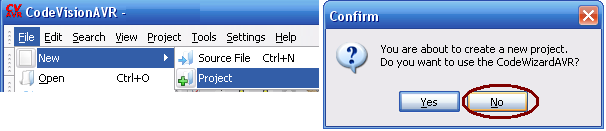 CodeVisionAVR -
File Edit Search View Project Tools Settings Help
New
Source File Ctrl+N
Open Ctrl+O
Project
Confirm
You are about to create a new project.
Do you want to use the CodeWizardAVR?
Yes No